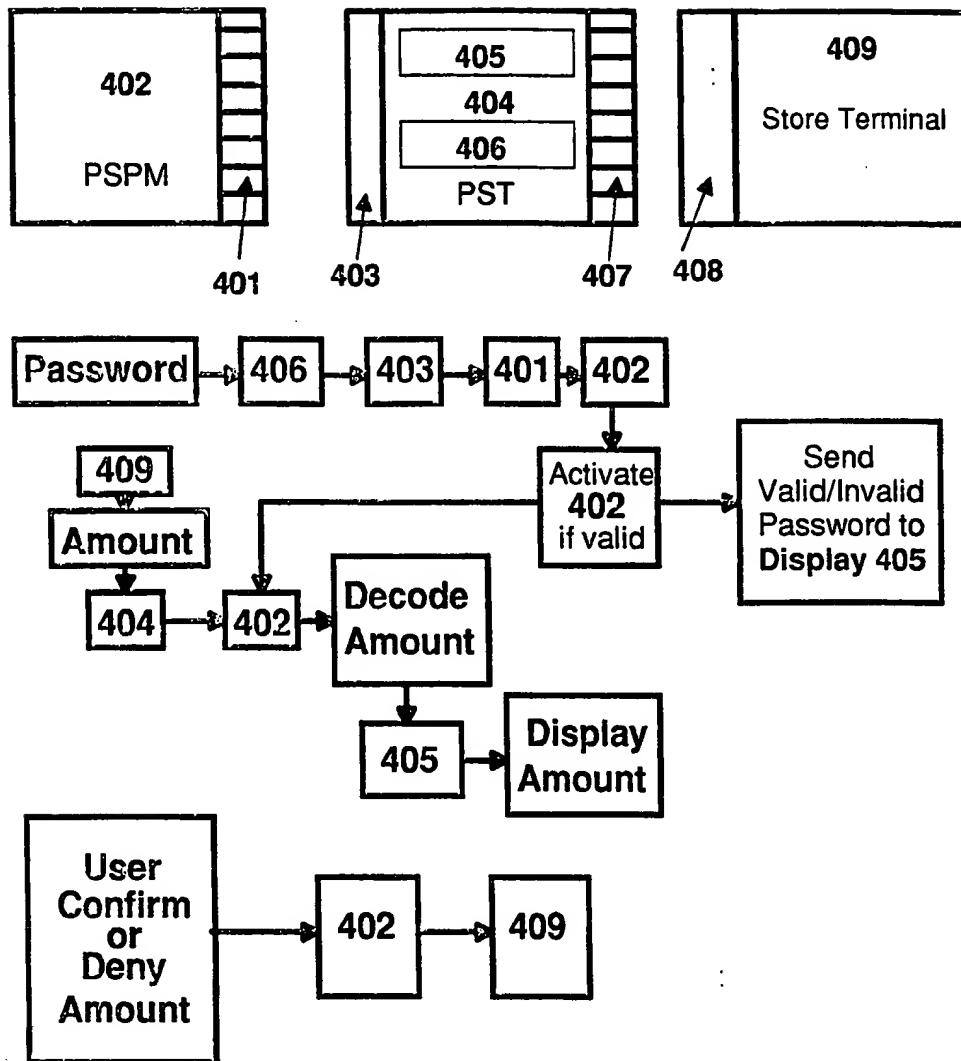 402
PSPM
401
405
404
406
PST
403
407
409
Store Terminal
408
Password
406
403
401
402
Activate
402
if valid
Send
Valid/Invalid
Password to
Display 405
409
Amount
404
402
Decode
Amount
405
Display
Amount
User
Confirm
or
Deny
Amount
402
409